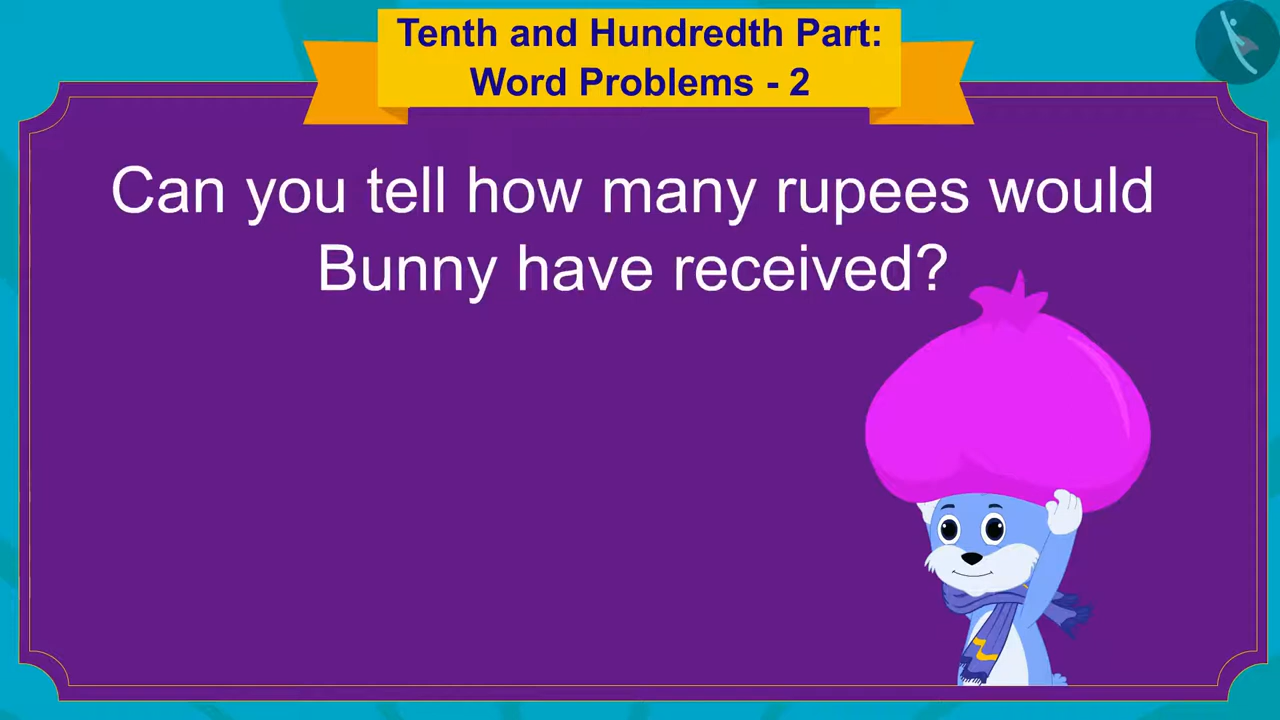 Tenth and Hundredth Part:
Word Problems - 2
Can you tell how many rupees would
Bunny have received?